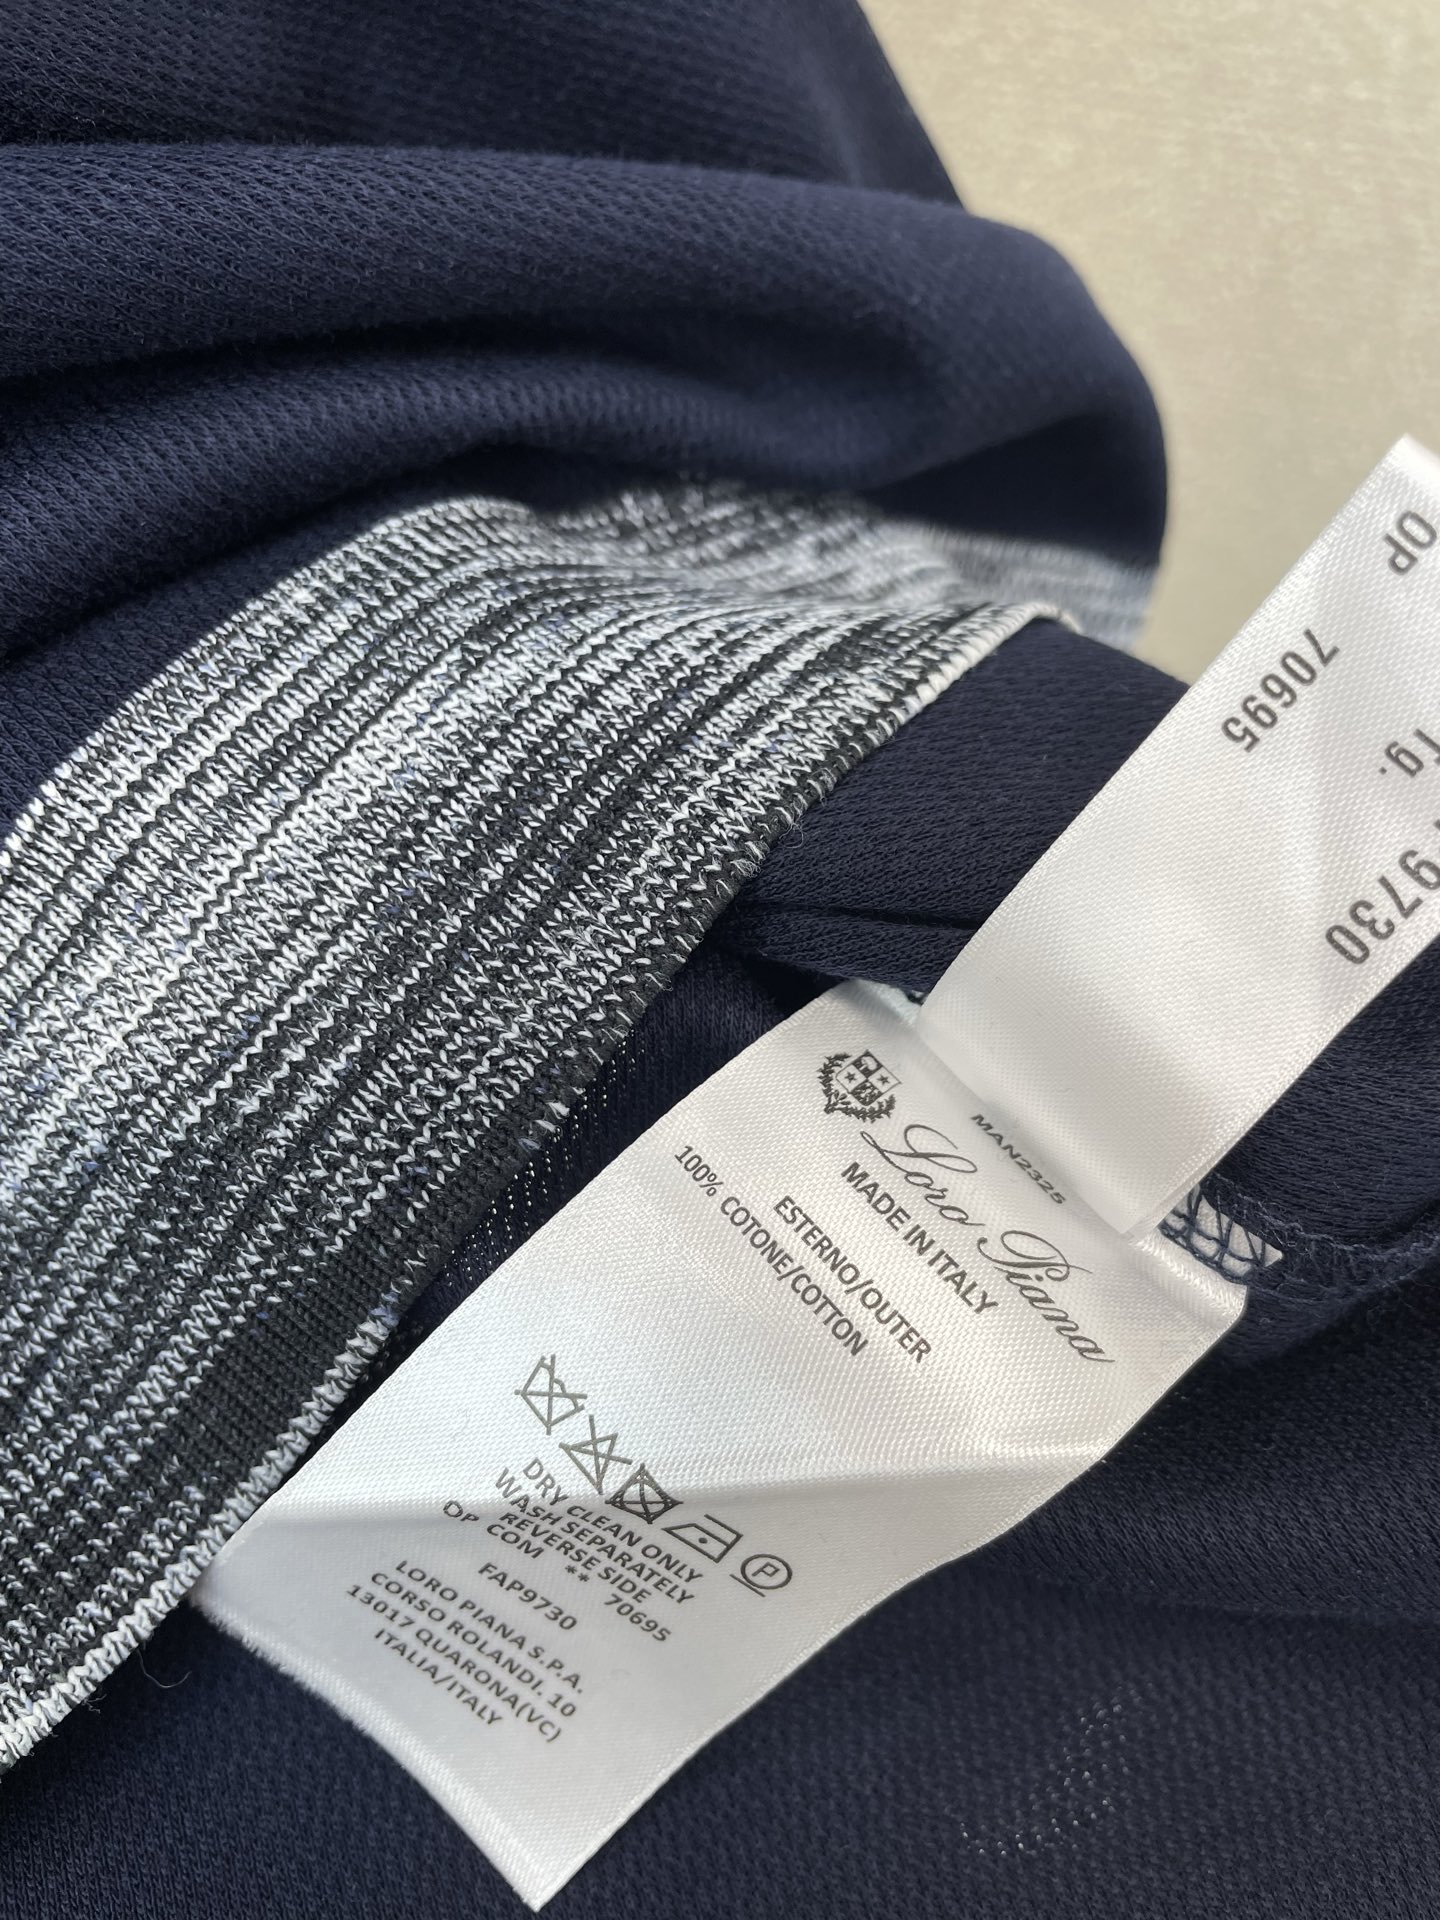 Loro Piana
MAN2325
MADE IN ITALY
ESTERNO/OUTER
100% COTONE/COTTON
P
DRY CLEAN ONLY
WASH SEPARATELY
REVERSE SIDE
COM ** 70695
OP
FAP9730
LORO PIANA S.P.A.
CORSO ROLANDI. 10
13017 QUARONA(VC)
ITALIA/ITALY
OP 70695
Tg.
9730